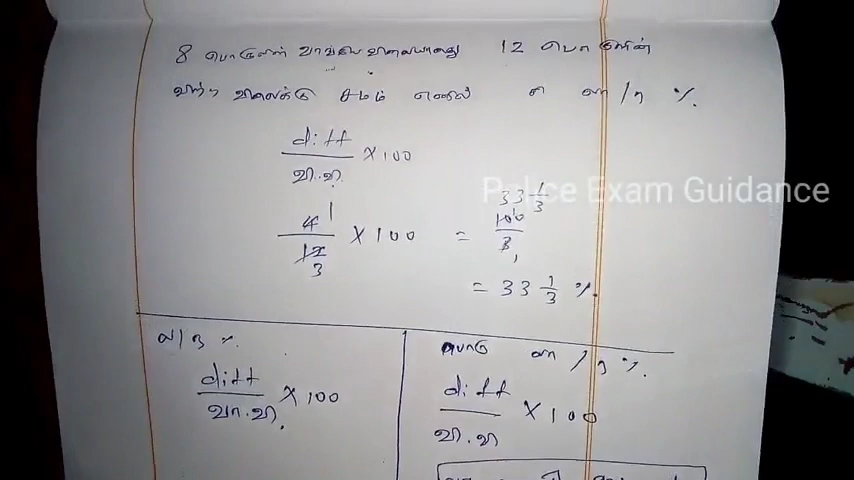 8 பொருளின் வாங்கிய விலையானது 12 பொருளின்
விற்ற விலைக்கு சமம் எனில் ல/ந %.
diff/வி.வி × 100
Police Exam Guidance
4 1/12 3 × 100 = 100/3 33 1/3
= 33 1/3 %.
ல/ந %.
diff/வா.வி. × 100
பொரு ல/ந %.
diff/வி.வி × 100